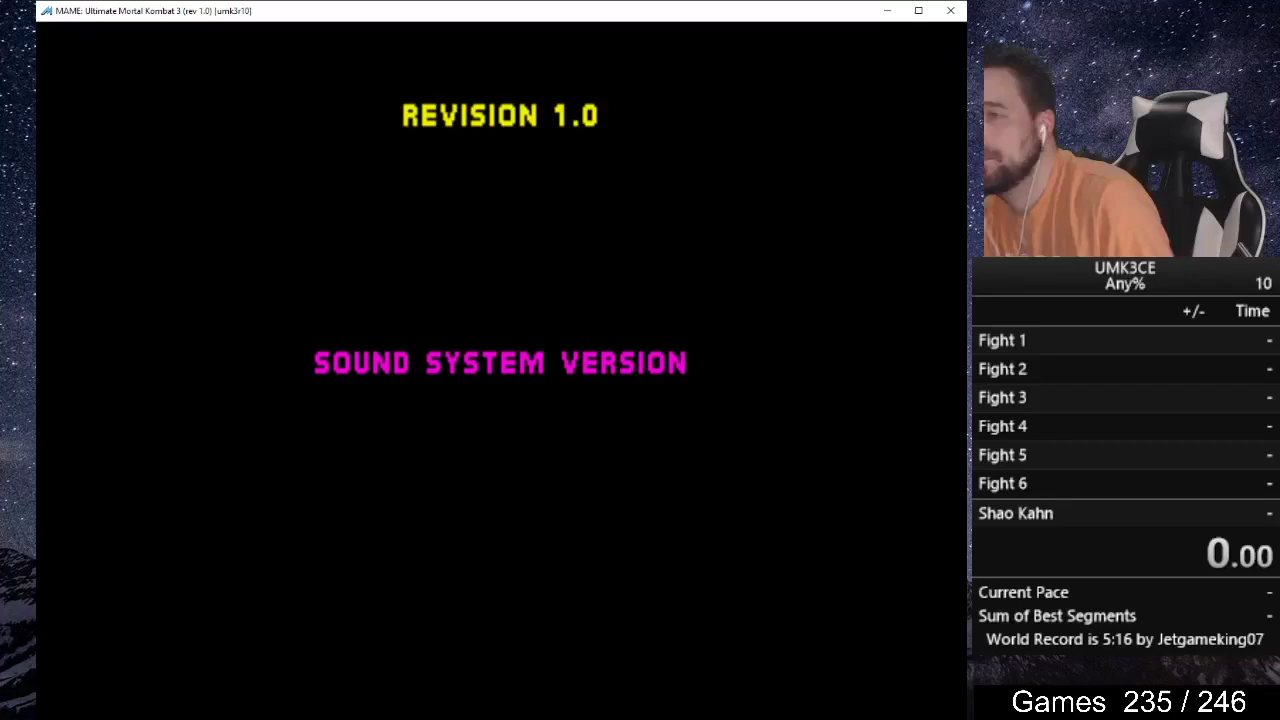 MAME: Ultimate Mortal Kombat 3 (rev 1.0) [umk3r10]
REVISION 1.0
SOUND SYSTEM VERSION
UMK3CE
Any% 10
+/- Time
Fight 1 -
Fight 2 -
Fight 3 -
Fight 4 -
Fight 5 -
Fight 6 -
Shao Kahn -
0.00
Current Pace -
Sum of Best Segments -
World Record is 5:16 by Jetgameking07
Games 235 / 246